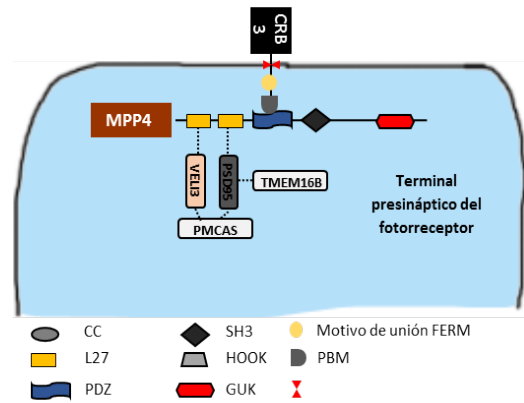 CRB
3
MPP4
VELI3
PSD95
TMEM16B
PMCAS
Terminal
presináptico del
fotorreceptor
CC
SH3
Motivo de unión FERM
L27
HOOK
PBM
PDZ
GUK